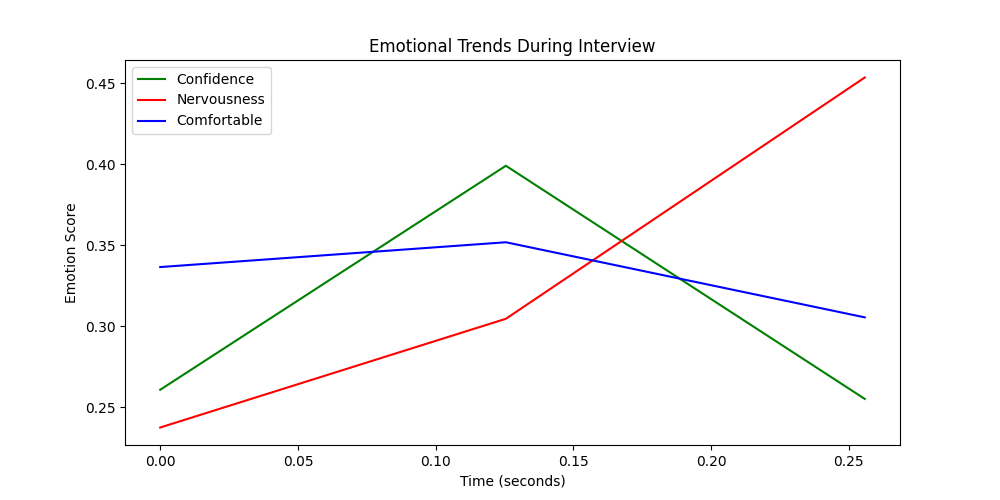 Emotional Trends During Interview
Confidence
Nervousness
Comfortable
Emotion Score
0.45
0.40
0.35
0.30
0.25
0.00 0.05 0.10 0.15 0.20 0.25
Time (seconds)